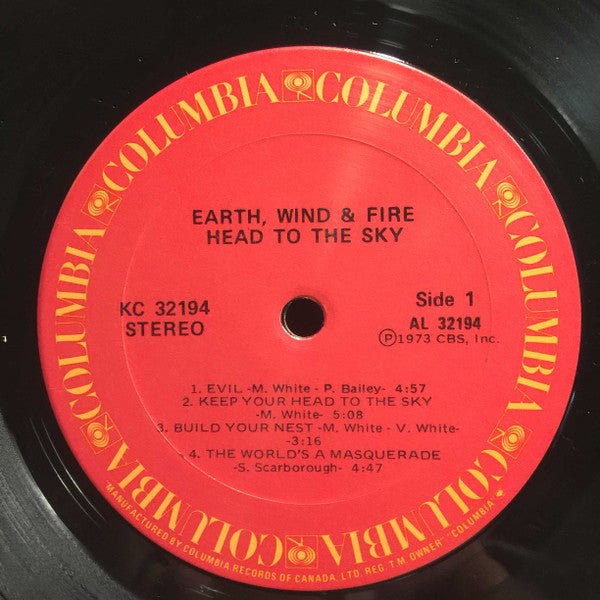 COLUMBIA COLUMBIA COLUMBIA COLUMBIA COLUMBIA COLUMBIA COLUMBIA COLUMBIA
EARTH, WIND & FIRE
HEAD TO THE SKY
KC 32194
STEREO
Side 1
AL 32194
Ⓟ1973 CBS, Inc.
1. EVIL -M. White - P. Bailey- 4:57
2. KEEP YOUR HEAD TO THE SKY
-M. White- 5:08
3. BUILD YOUR NEST -M. White - V. White-
-3:16
4. THE WORLD'S A MASQUERADE
-S. Scarborough- 4:47
"MANUFACTURED BY COLUMBIA RECORDS OF CANADA, LTD. REG. T.M. OWNER "COLUMBIA"